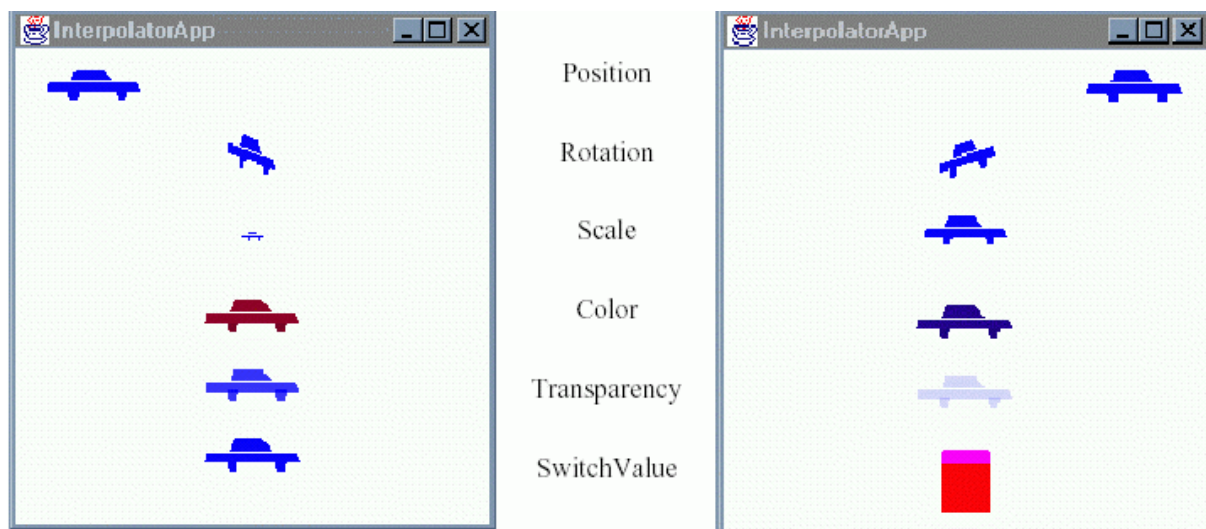 InterpolatorApp
Position
Rotation
Scale
Color
Transparency
SwitchValue
InterpolatorApp